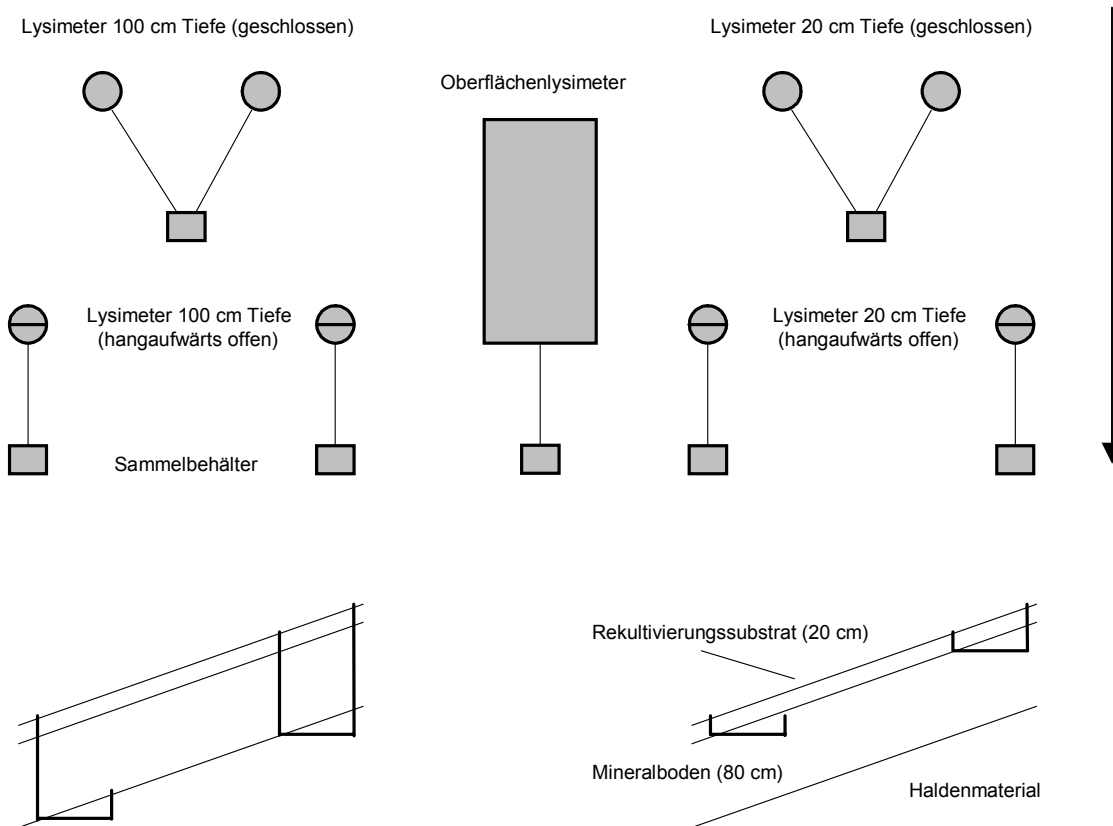 Lysimeter 100 cm Tiefe (geschlossen)
Lysimeter 20 cm Tiefe (geschlossen)
Oberflächenlysimeter
Lysimeter 100 cm Tiefe
(hangaufwärts offen)
Lysimeter 20 cm Tiefe
(hangaufwärts offen)
Sammelbehälter
Rekultivierungssubstrat (20 cm)
Mineralboden (80 cm)
Haldenmaterial